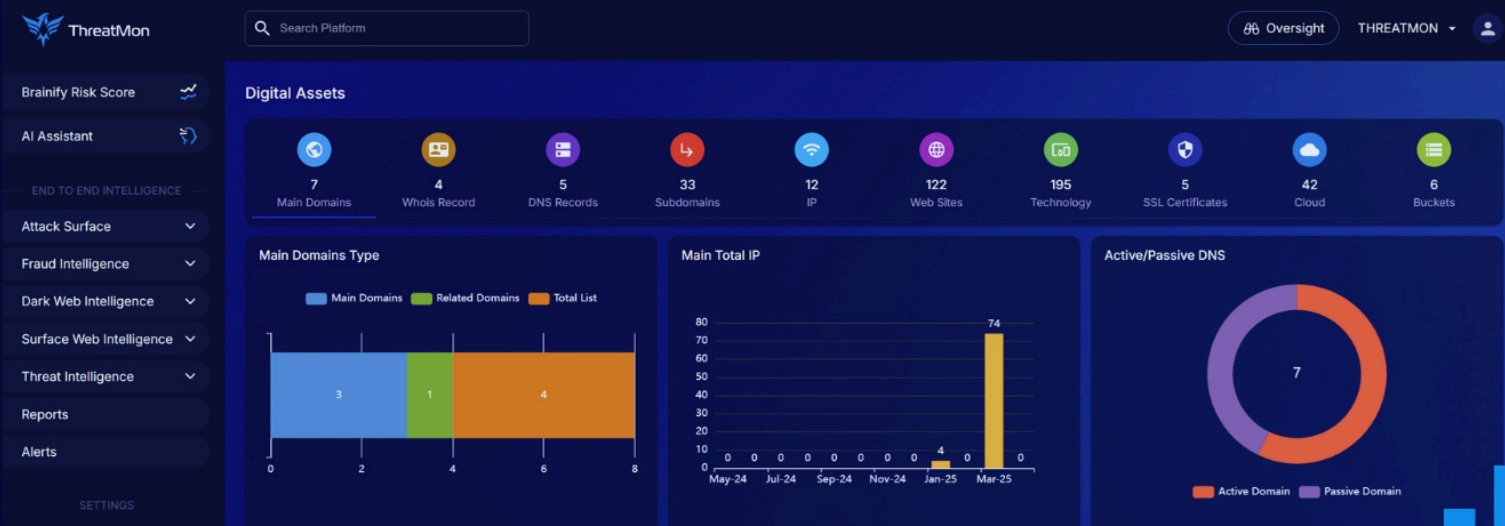 ThreatMon
Search Platform
Oversight
THREATMON
Brainify Risk Score
AI Assistant
END TO END INTELLIGENCE
Attack Surface
Fraud Intelligence
Dark Web Intelligence
Surface Web Intelligence
Threat Intelligence
Reports
Alerts
SETTINGS
Digital Assets
7 4 5 33 12 122 195 5 42 6
Main Domains Whois Record DNS Records Subdomains IP Web Sites Technology SSL Certificates Cloud Buckets
Main Domains Type
Main Domains Related Domains Total List
3 1 4
0 2 4 6 8
Main Total IP
80
70
60
50
40
30
20
10
0
0 0 0 0 0 0 0 0 4 0 74 0
May-24 Jul-24 Sep-24 Nov-24 Jan-25 Mar-25
Active/Passive DNS
7
Active Domain Passive Domain